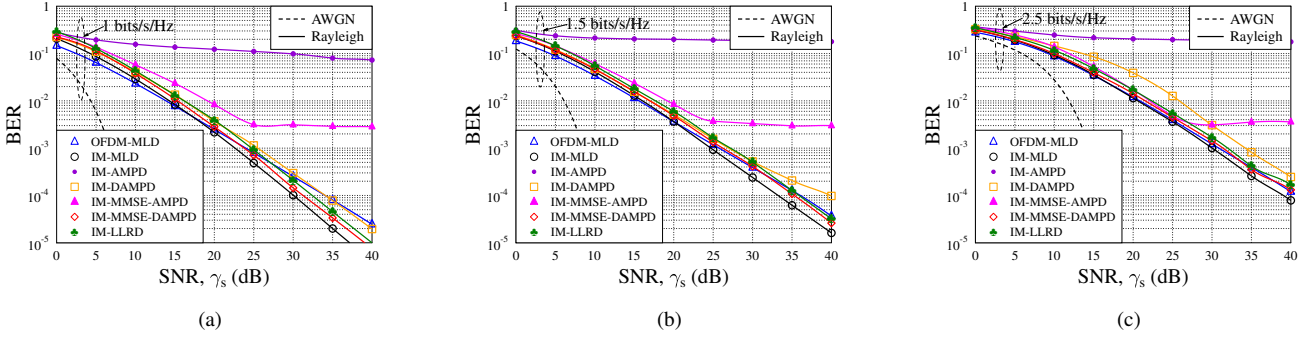 1
10^-1
10^-2
10^-3
10^-4
10^-5
BER
1 bits/s/Hz
AWGN
Rayleigh
OFDM-MLD
IM-MLD
IM-AMPD
IM-DAMPD
IM-MMSE-AMPD
IM-MMSE-DAMPD
IM-LLRD
0 5 10 15 20 25 30 35 40
SNR, γs (dB)
(a)
1
10^-1
10^-2
10^-3
10^-4
10^-5
BER
1.5 bits/s/Hz
AWGN
Rayleigh
OFDM-MLD
IM-MLD
IM-AMPD
IM-DAMPD
IM-MMSE-AMPD
IM-MMSE-DAMPD
IM-LLRD
0 5 10 15 20 25 30 35 40
SNR, γs (dB)
(b)
1
10^-1
10^-2
10^-3
10^-4
10^-5
BER
2.5 bits/s/Hz
AWGN
Rayleigh
OFDM-MLD
IM-MLD
IM-AMPD
IM-DAMPD
IM-MMSE-AMPD
IM-MMSE-DAMPD
IM-LLRD
0 5 10 15 20 25 30 35 40
SNR, γs (dB)
(c)